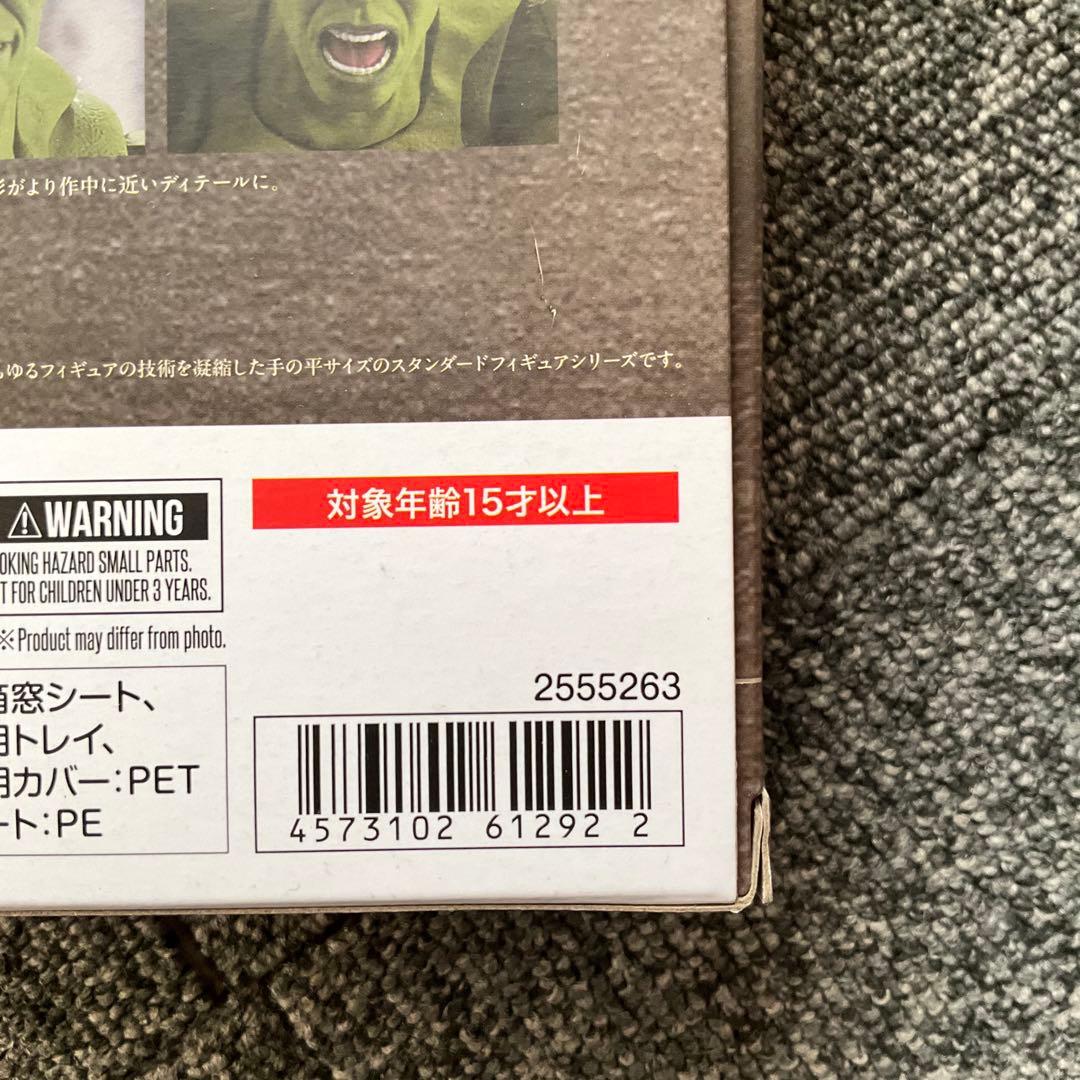 がより作中に近いディテールに。
ゆるフィギュアの技術を凝縮した手の平サイズのスタンダードフィギュアシリーズです。
⚠WARNING
OKING HAZARD SMALL PARTS.
T FOR CHILDREN UNDER 3 YEARS.
※Product may differ from photo.
対象年齢15才以上
窓シート、
トレイ、
カバー:PET
ート:PE
2555263
4573102 61292 2